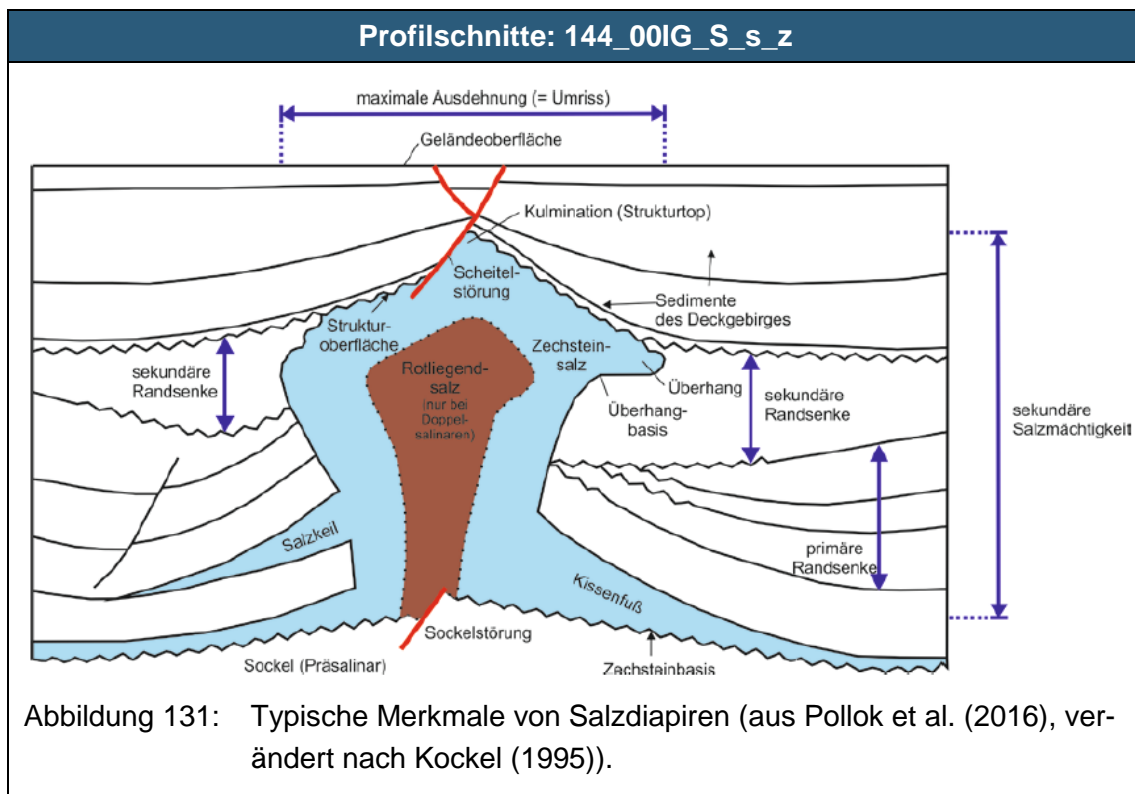 Profilschnitte: 144_00IG_S_s_z
maximale Ausdehnung (= Umriss)
Geländeoberfläche
Kulmination (Strukturtop)
Scheitel-
störung
Sedimente
des Deckgebirges
Struktur-
oberfläche
Zechstein-
salz
sekundäre
Randsenke
Rotliegend-
salz
(nur bei
Doppel-
salinaren)
Überhang
Überhang-
basis
sekundäre
Randsenke
sekundäre
Salzmächtigkeit
Salzkeil
primäre
Randsenke
Kissenfuß
Sockelstörung
Sockel (Präsalinar)
Zechsteinbasis
Abbildung 131: Typische Merkmale von Salzdiapiren (aus Pollok et al. (2016), ver-
ändert nach Kockel (1995)).